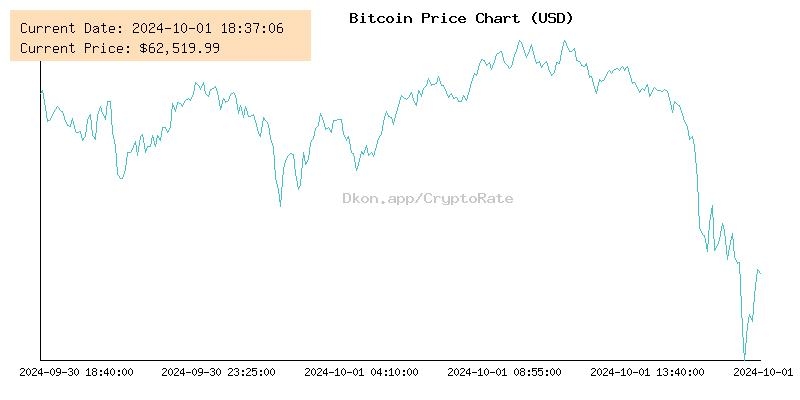 Bitcoin Price Chart (USD)
Current Date: 2024-10-01 18:37:06
Current Price: $62,519.99
Dkon.app/CryptoRate
2024-09-30 18:40:00 2024-09-30 23:25:00 2024-10-01 04:10:00 2024-10-01 08:55:00 2024-10-01 13:40:00 2024-10-01